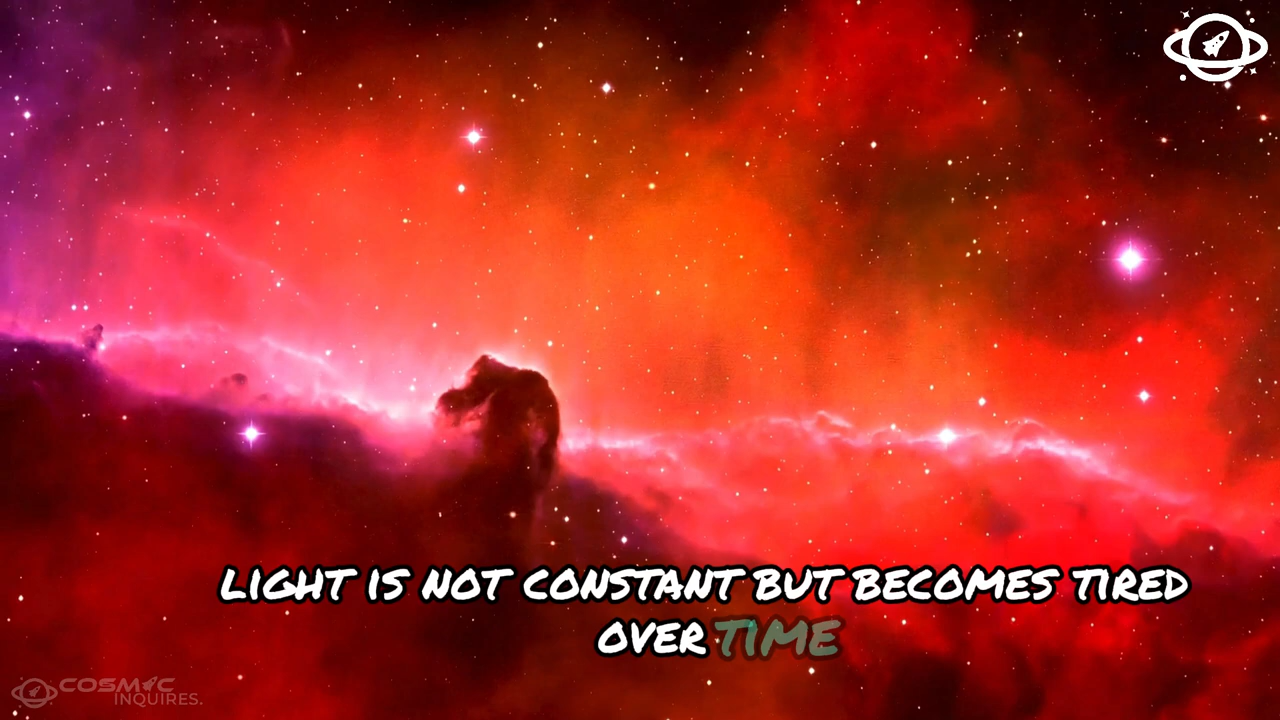 LIGHT IS NOT CONSTANT BUT BECOMES TIRED
OVER TIME
COSMIC
INQUIRES.